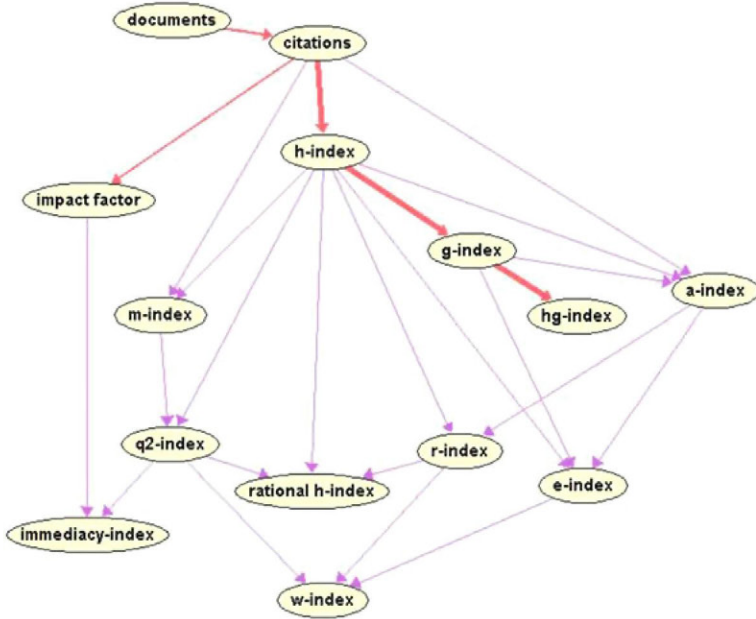 documents
citations
h-index
impact factor
g-index
a-index
m-index
hg-index
q2-index
r-index
rational h-index
e-index
immediacy-index
w-index